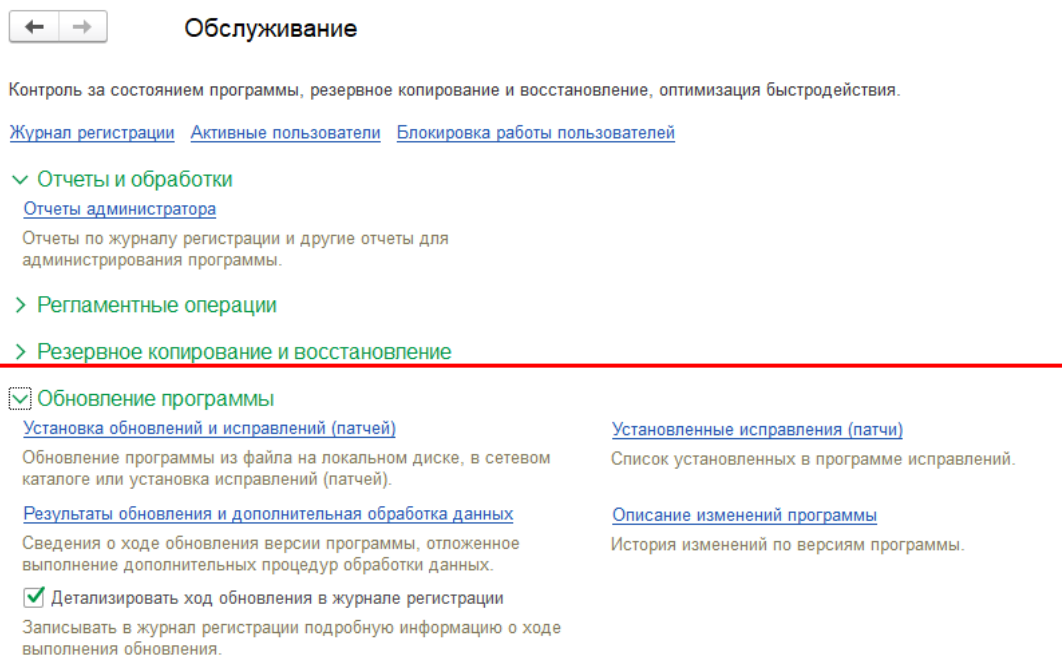 Обслуживание
Контроль за состоянием программы, резервное копирование и восстановление, оптимизация быстродействия.
Журнал регистрации Активные пользователи Блокировка работы пользователей
Отчеты и обработки
Отчеты администратора
Отчеты по журналу регистрации и другие отчеты для
администрирования программы.
Регламентные операции
Резервное копирование и восстановление
Обновление программы
Установка обновлений и исправлений (патчей)
Обновление программы из файла на локальном диске, в сетевом
каталоге или установка исправлений (патчей).
Установленные исправления (патчи)
Список установленных в программе исправлений.
Результаты обновления и дополнительная обработка данных
Сведения о ходе обновления версии программы, отложенное
выполнение дополнительных процедур обработки данных.
Описание изменений программы
История изменений по версиям программы.
Детализировать ход обновления в журнале регистрации
Записывать в журнал регистрации подробную информацию о ходе
выполнения обновления.